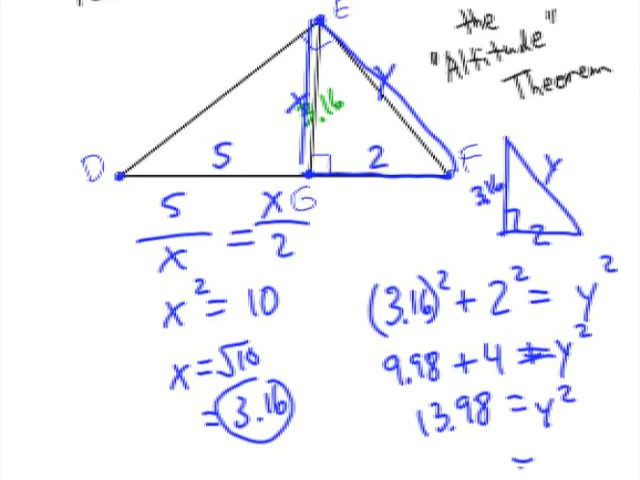 the
"Altitude"
Theorem
E
x
3.16
y
D
5
2
F
G
3.16
y
2
5/x = x/2
x² = 10
x = √10
= 3.16
(3.16)² + 2² = y²
9.98 + 4 = y²
13.98 = y²
=